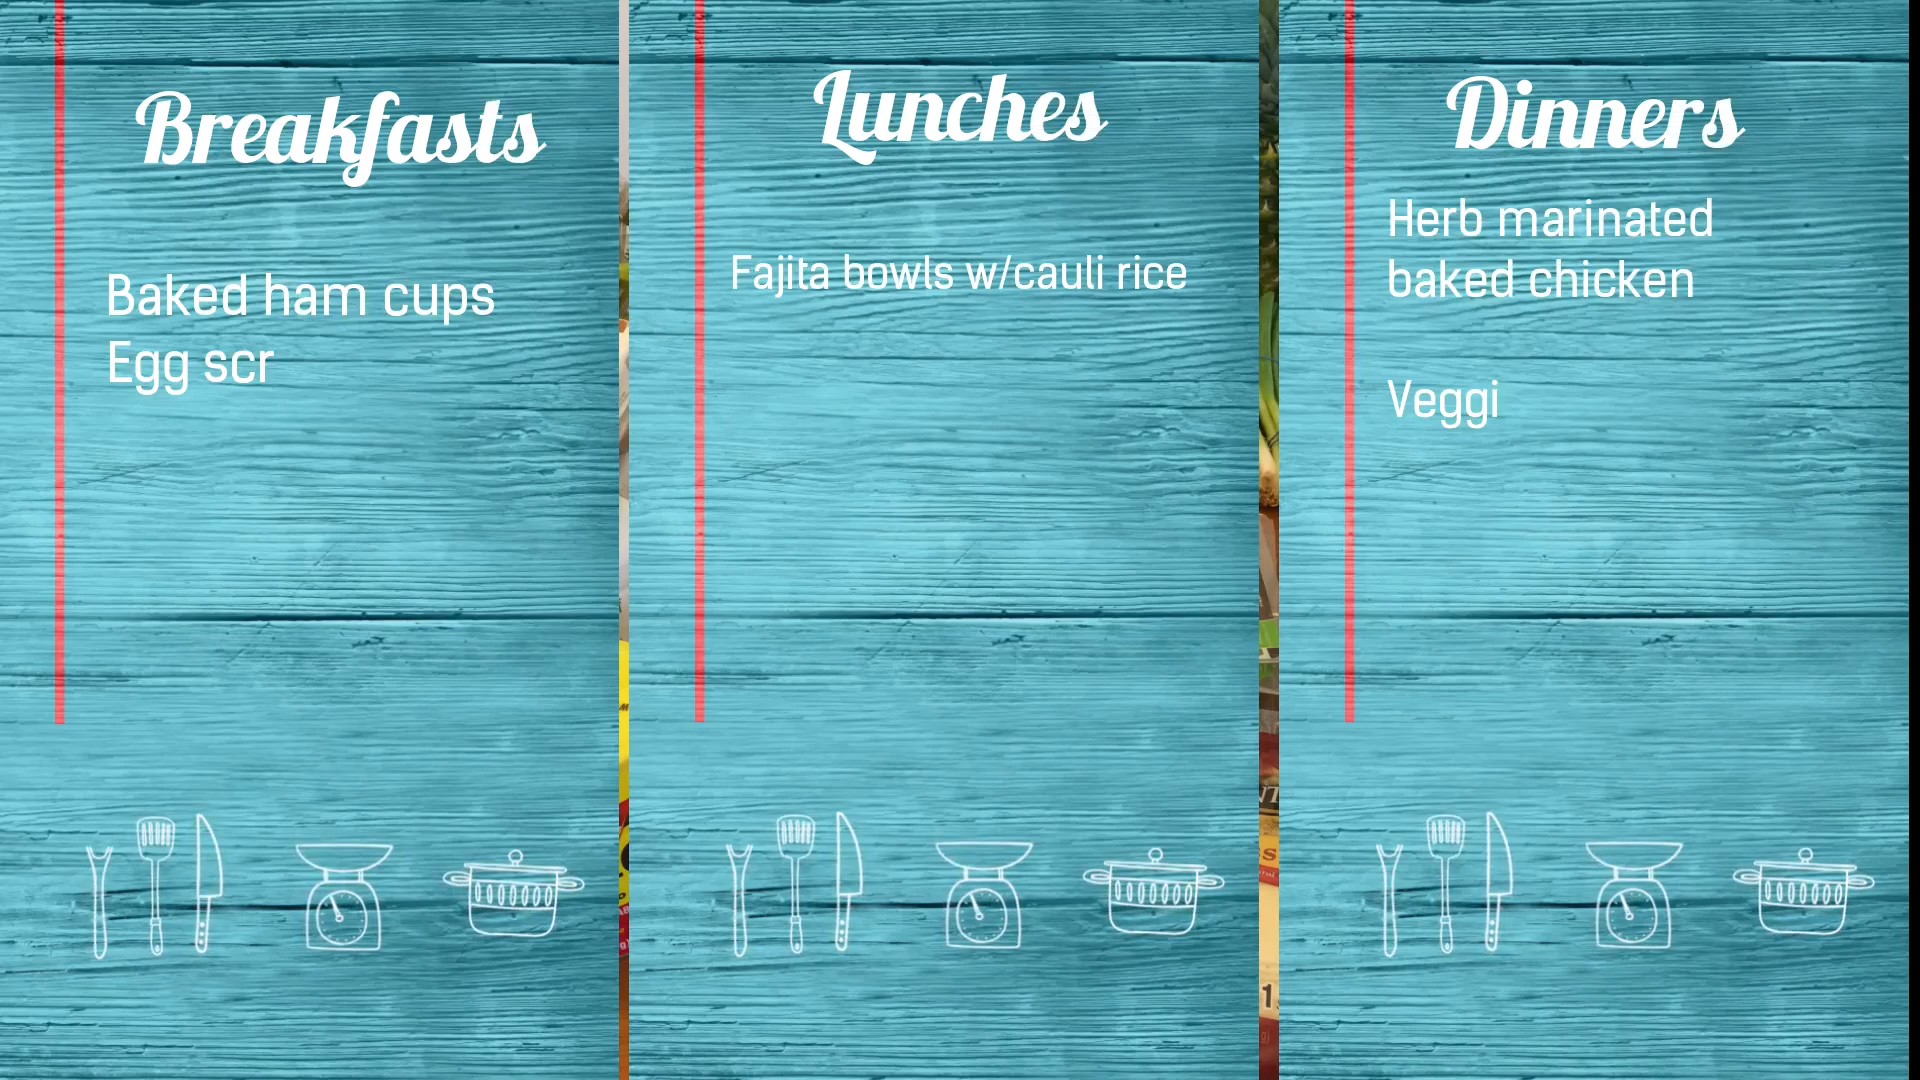 Breakfasts
Baked ham cups
Egg scr
Lunches
Fajita bowls w/cauli rice
Dinners
Herb marinated
baked chicken
Veggi